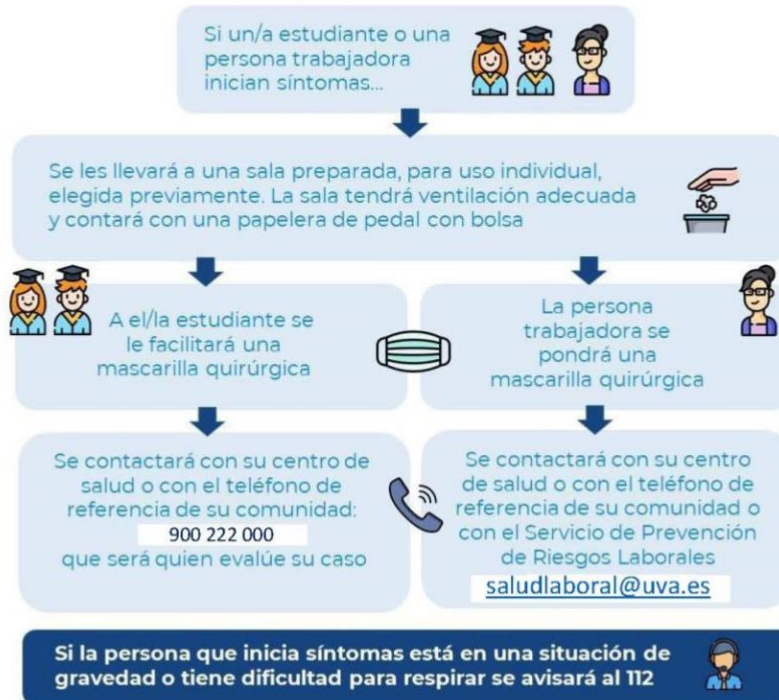 Si un/a estudiante o una
persona trabajadora
inician síntomas...
Se les llevará a una sala preparada, para uso individual,
elegida previamente. La sala tendrá ventilación adecuada
y contará con una papelera de pedal con bolsa
A el/la estudiante se
le facilitará una
mascarilla quirúrgica
La persona
trabajadora se
pondrá una
mascarilla quirúrgica
Se contactará con su centro de
salud o con el teléfono de
referencia de su comunidad:
900 222 000
que será quien evalúe su caso
Se contactará con su centro
de salud o con el teléfono de
referencia de su comunidad o
con el Servicio de Prevención
de Riesgos Laborales
saludlaboral@uva.es
Si la persona que inicia síntomas está en una situación de
gravedad o tiene dificultad para respirar se avisará al 112